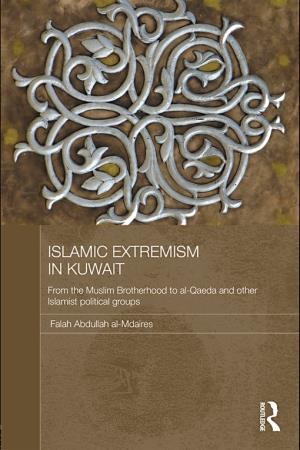 ISLAMIC EXTREMISM
IN KUWAIT
From the Muslim Brotherhood to al-Qaeda and other
Islamist political groups
Falah Abdullah al-Mdaires
ROUTLEDGE